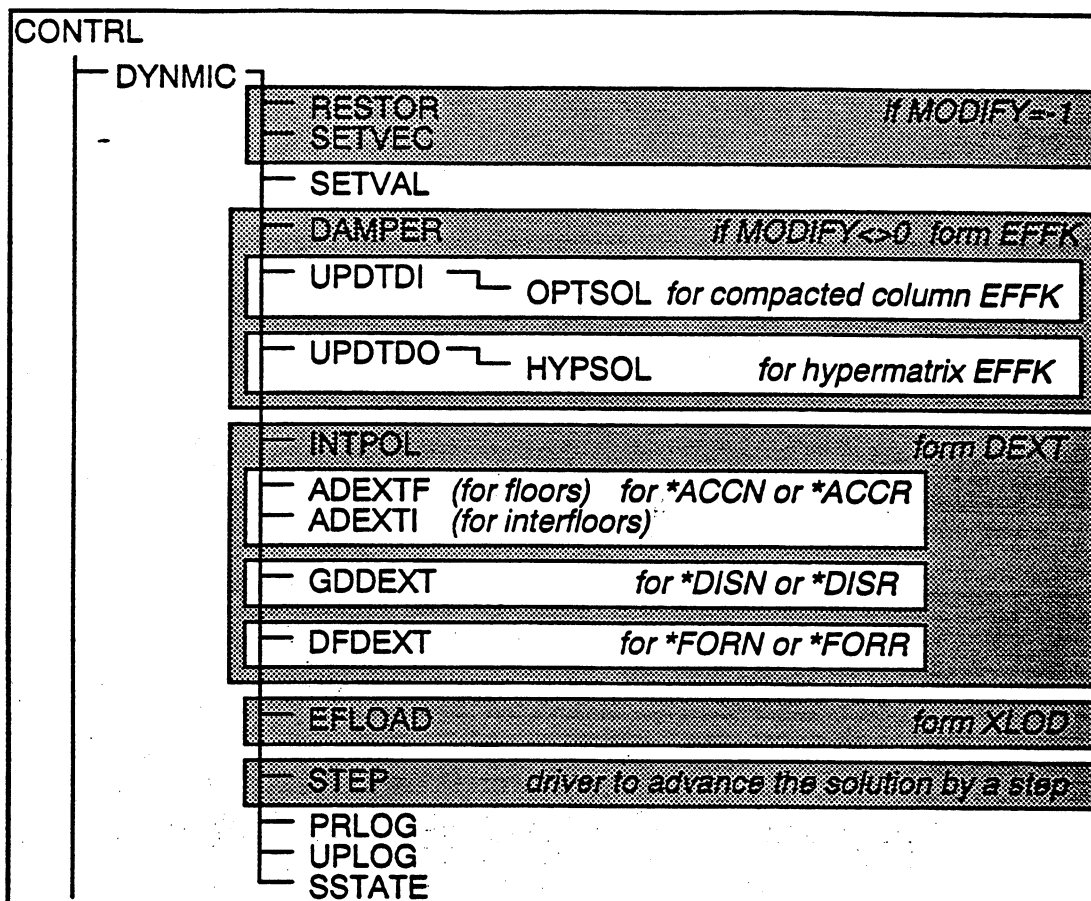 CONTRL
DYNMIC
RESTOR if MODIFY=-1
SETVEC
SETVAL
DAMPER if MODIFY<>0 form EFFK
UPDTDI OPTSOL for compacted column EFFK
UPDTDO HYPSOL for hypermatrix EFFK
INTPOL form DEXT
ADEXTF (for floors) for *ACCN or *ACCR
ADEXTI (for interfloors)
GDDEXT for *DISN or *DISR
DFDEXT for *FORN or *FORR
EFLOAD form XLOD
STEP driver to advance the solution by a step
PRLOG
UPLOG
SSTATE